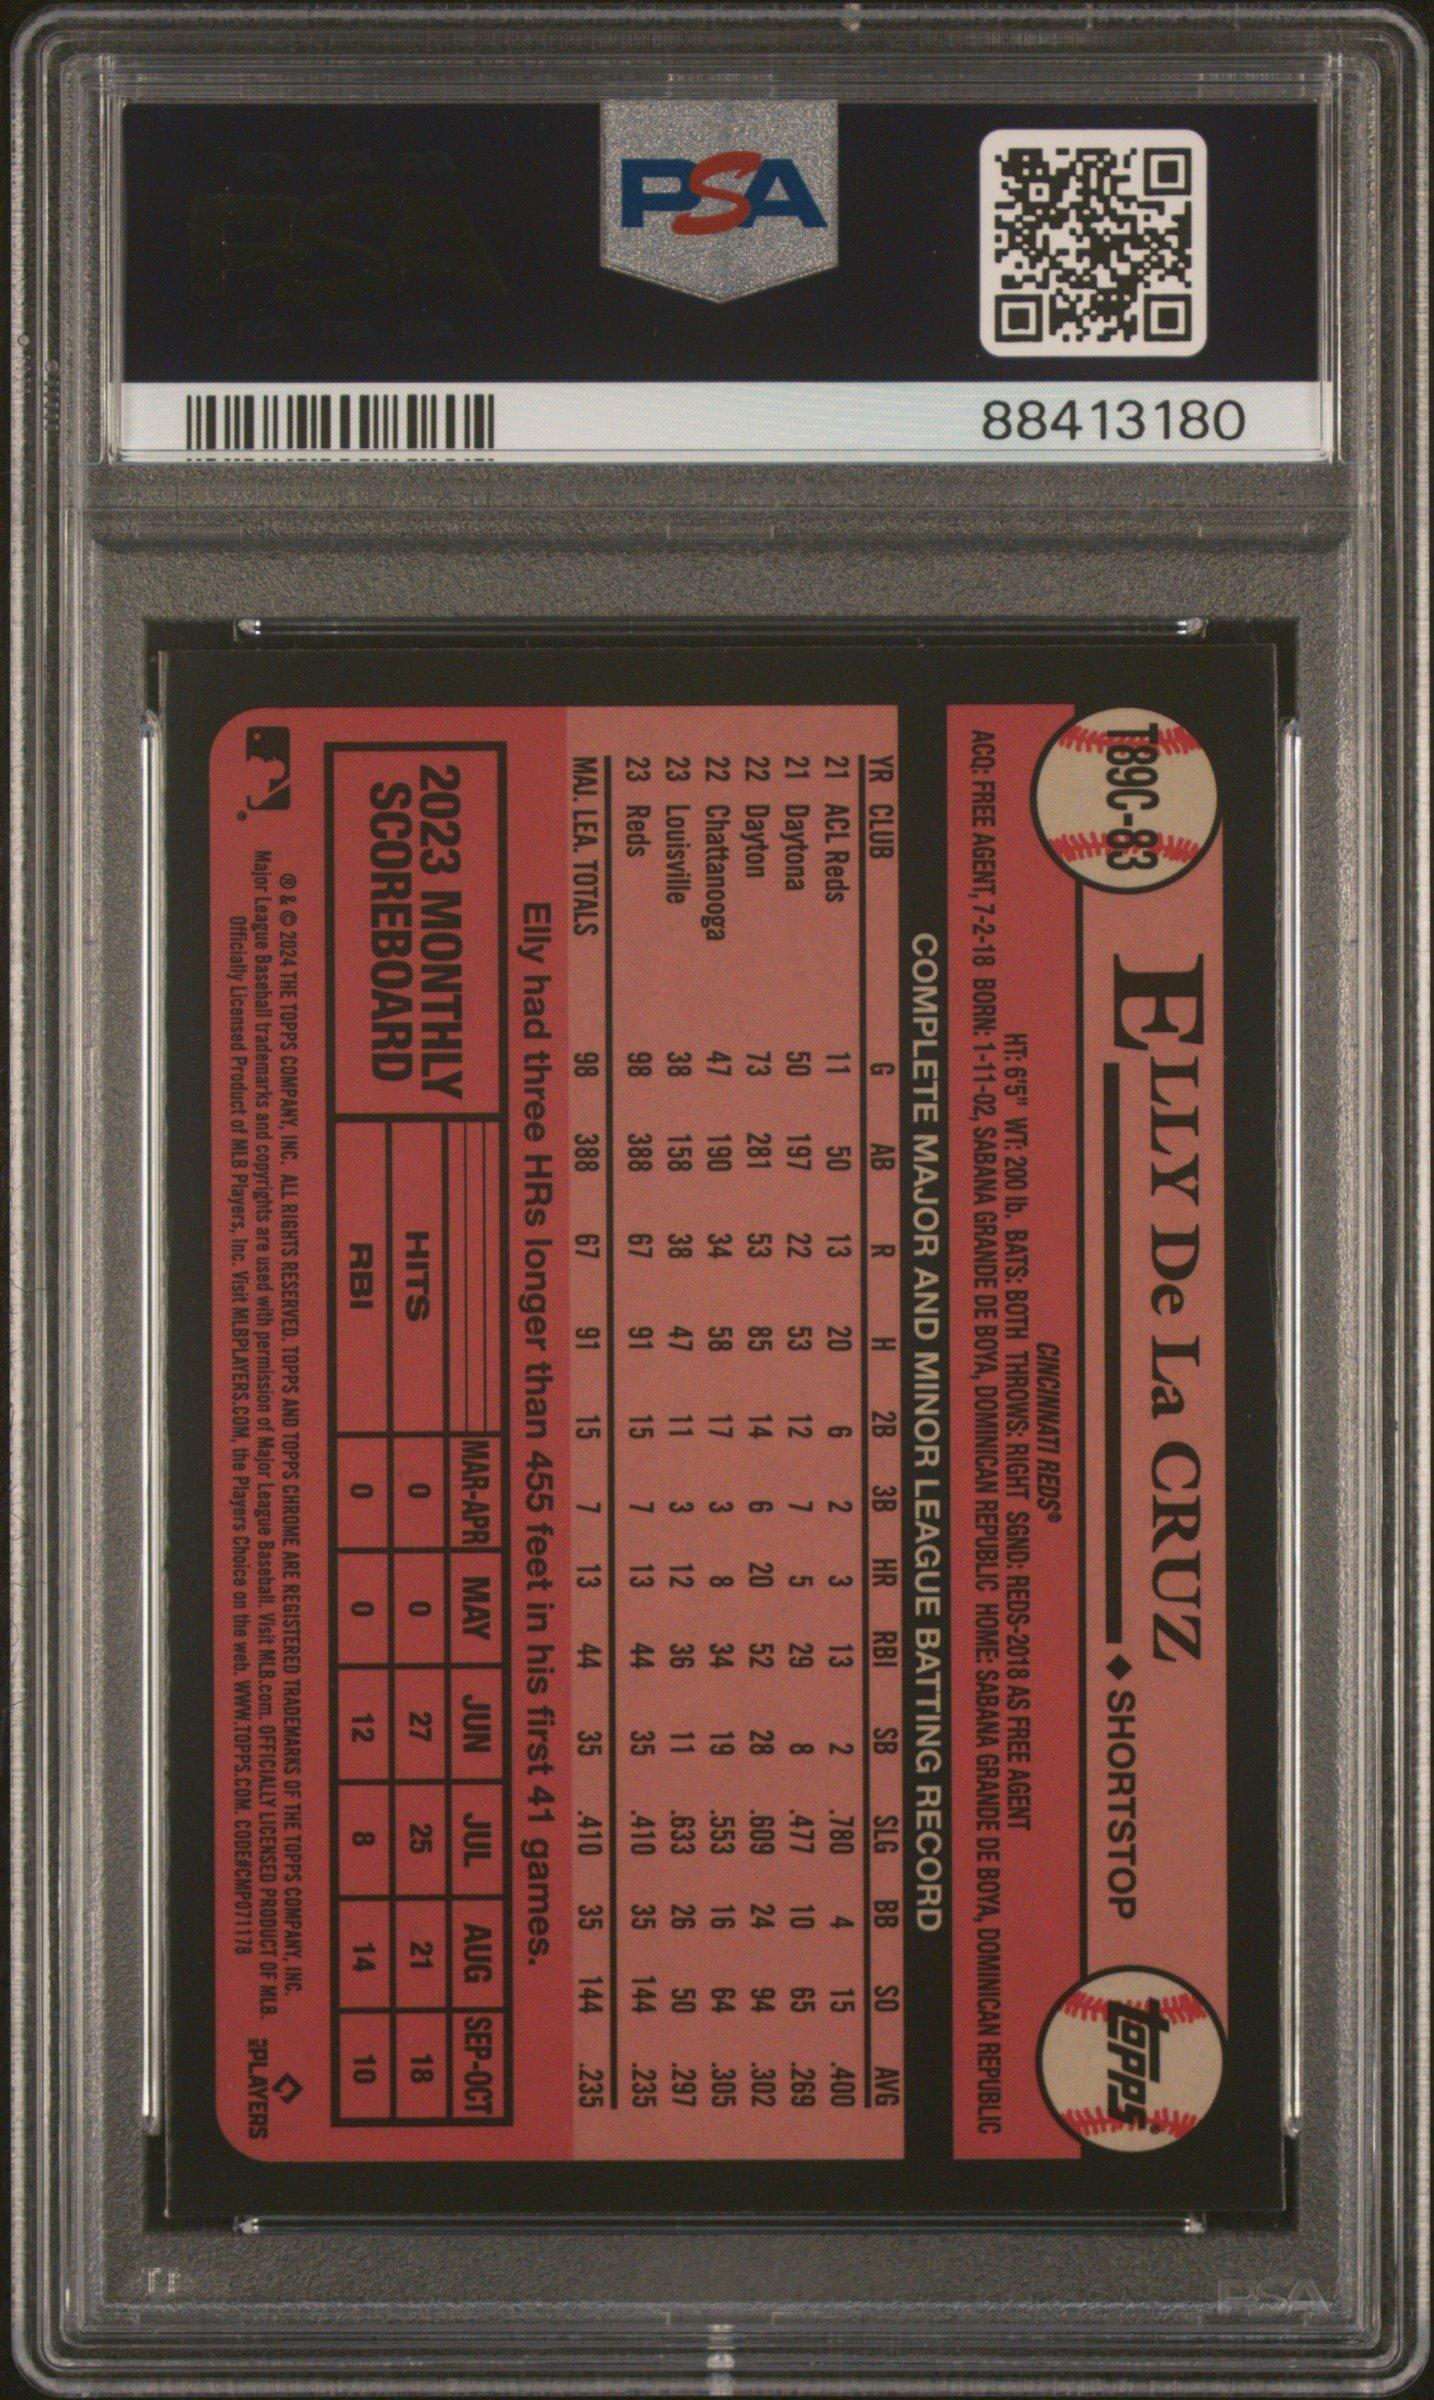 PSA PSA PSA
PSA
PSA PSA PSA
PSA
88413180
T89C-83
ELLY De La CRUZ
◆SHORTSTOP
topps®
CINCINNATI REDS®
HT: 6'5" WT: 200 lb. BATS: BOTH THROWS: RIGHT SGND: REDS-2018 AS FREE AGENT
ACQ: FREE AGENT, 7-2-18 BORN: 1-11-02, SABANA GRANDE DE BOYA, DOMINICAN REPUBLIC HOME: SABANA GRANDE DE BOYA, DOMINICAN REPUBLIC
COMPLETE MAJOR AND MINOR LEAGUE BATTING RECORD
YR CLUB G AB R H 2B 3B HR RBI SB SLG BB SO AVG
21 ACL Reds 11 50 13 20 6 2 3 13 2 .780 4 15 .400
21 Daytona 50 197 22 53 12 7 5 29 8 .477 10 65 .269
22 Dayton 73 281 53 85 14 6 20 52 28 .609 24 94 .302
22 Chattanooga 47 190 34 58 17 3 8 34 19 .553 16 64 .305
23 Louisville 38 158 38 47 11 3 12 36 11 .633 26 50 .297
23 Reds 98 388 67 91 15 7 13 44 35 .410 35 144 .235
MAJ. LEA. TOTALS 98 388 67 91 15 7 13 44 35 .410 35 144 .235
Elly had three HRs longer than 455 feet in his first 41 games.
2023 MONTHLY
SCOREBOARD
MAR-APR MAY JUN JUL AUG SEP-OCT
HITS 0 0 27 25 21 18
RBI 0 0 12 8 14 10
® & © 2024 THE TOPPS COMPANY, INC. ALL RIGHTS RESERVED. TOPPS AND TOPPS CHROME ARE REGISTERED TRADEMARKS OF THE TOPPS COMPANY, INC.
Major League Baseball trademarks and copyrights are used with permission of Major League Baseball. Visit MLB.com. OFFICIALLY LICENSED PRODUCT OF MLB
Officially Licensed Product of MLB Players, Inc. Visit MLBPLAYERS.COM, the Players Choice on the web. WWW.TOPPS.COM. CODE#CMP071178
MLB PLAYERS
PSA